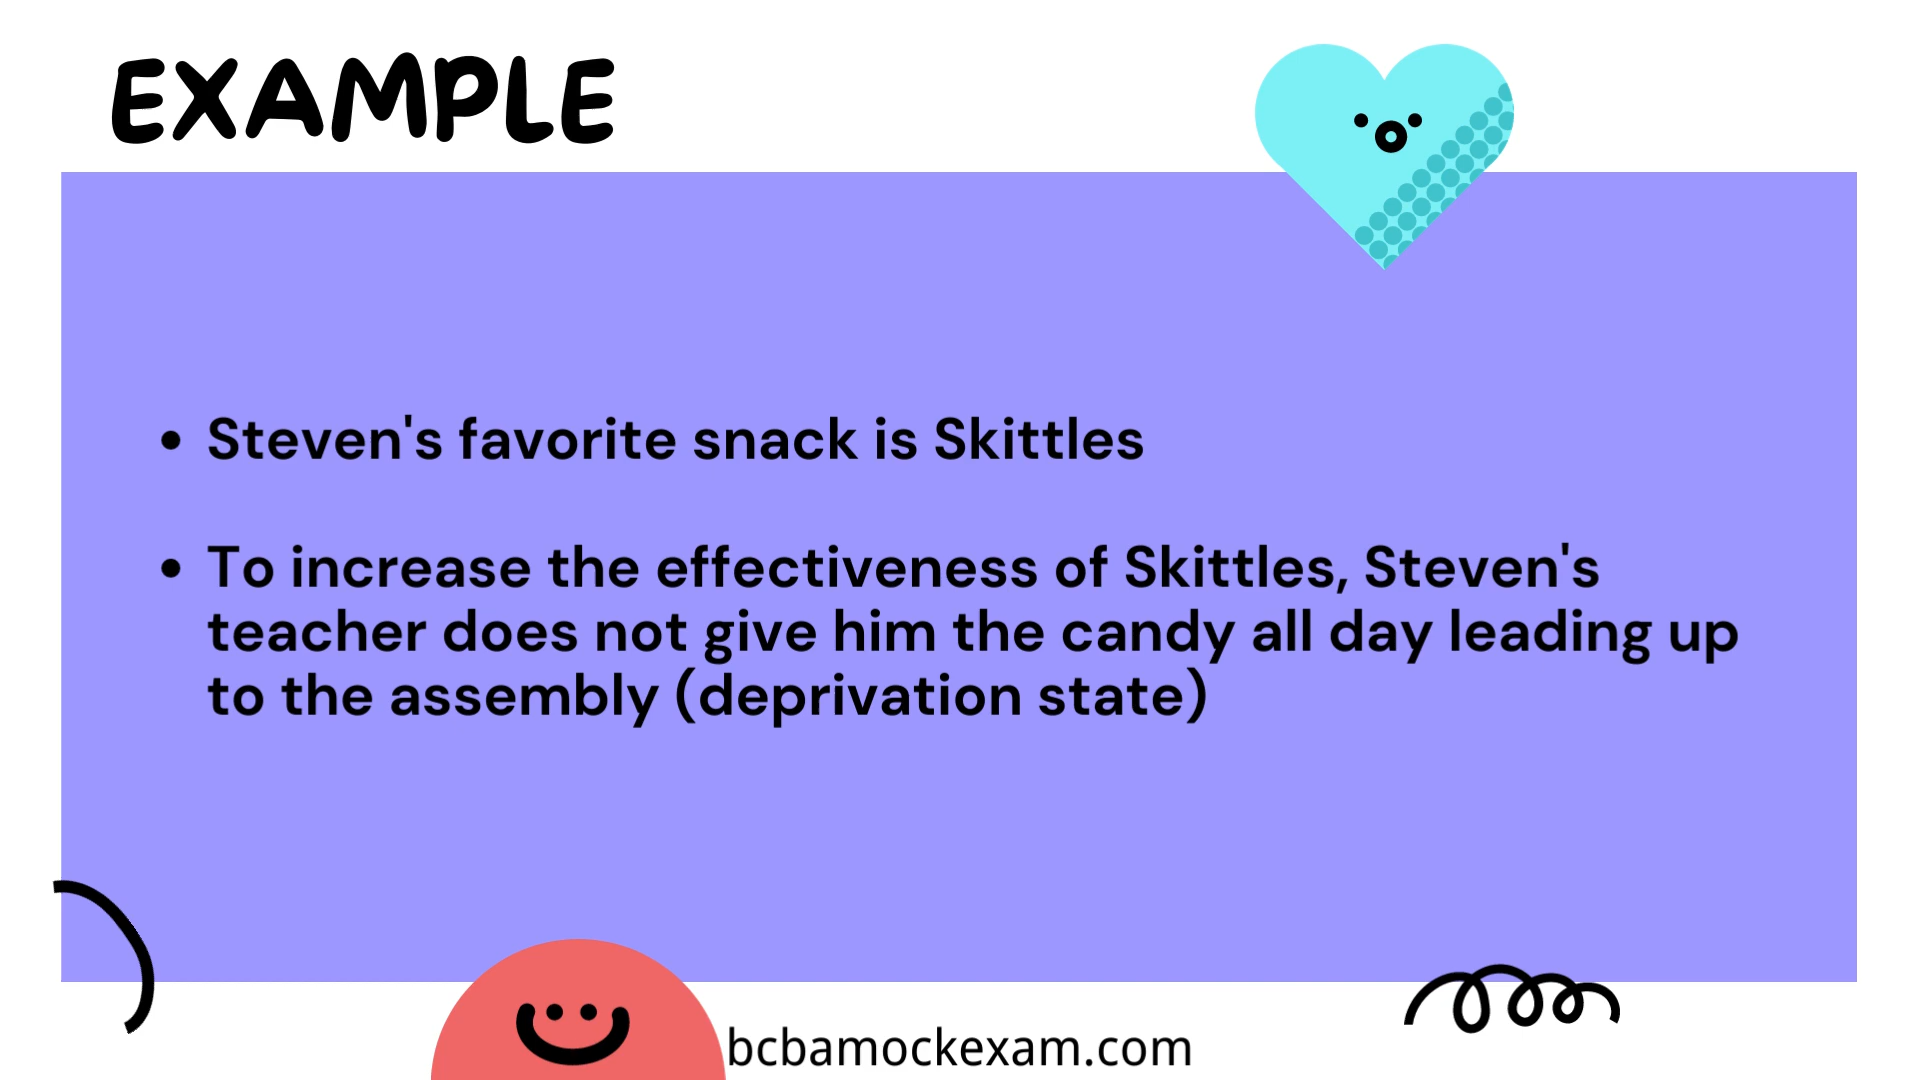 EXAMPLE
• Steven's favorite snack is Skittles
• To increase the effectiveness of Skittles, Steven's
teacher does not give him the candy all day leading up
to the assembly (deprivation state)
bcbamockexam.com